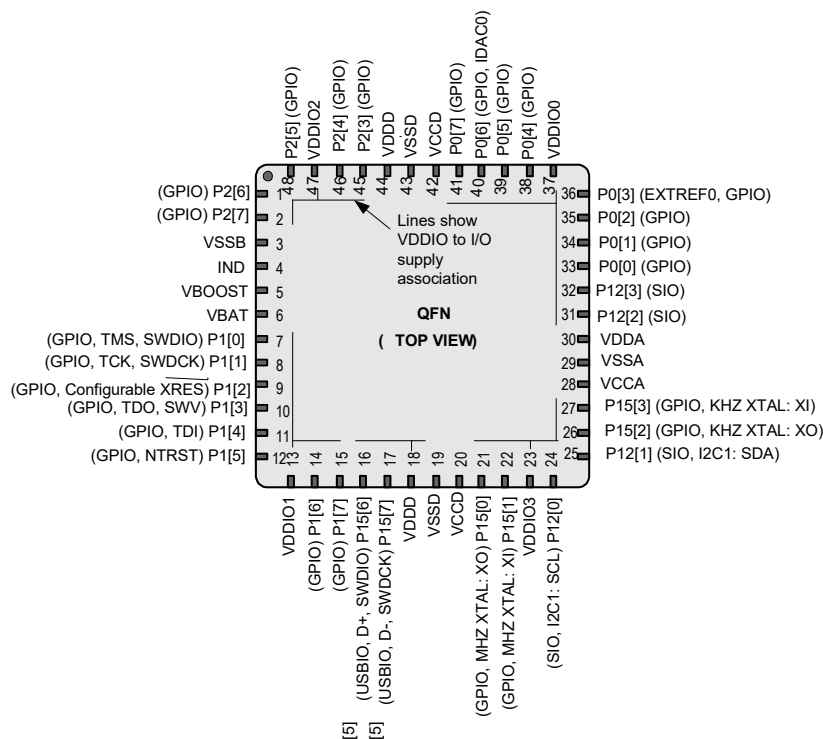 P2[5] (GPIO)
VDDIO2
P2[4] (GPIO)
P2[3] (GPIO)
VDDD
VSSD
VCCD
P0[7] (GPIO)
P0[6] (GPIO, IDAC0)
P0[5] (GPIO)
P0[4] (GPIO)
VDDIO0
48
47
46
45
44
43
42
41
40
39
38
37
(GPIO) P2[6] 1
(GPIO) P2[7] 2
VSSB 3
IND 4
VBOOST 5
VBAT 6
(GPIO, TMS, SWDIO) P1[0] 7
(GPIO, TCK, SWDCK) P1[1] 8
(GPIO, Configurable XRES) P1[2] 9
(GPIO, TDO, SWV) P1[3] 10
(GPIO, TDI) P1[4] 11
(GPIO, NTRST) P1[5] 12
Lines show
VDDIO to I/O
supply
association
QFN
( TOP VIEW)
36 P0[3] (EXTREF0, GPIO)
35 P0[2] (GPIO)
34 P0[1] (GPIO)
33 P0[0] (GPIO)
32 P12[3] (SIO)
31 P12[2] (SIO)
30 VDDA
29 VSSA
28 VCCA
27 P15[3] (GPIO, KHZ XTAL: XI)
26 P15[2] (GPIO, KHZ XTAL: XO)
25 P12[1] (SIO, I2C1: SDA)
13
14
15
16
17
18
19
20
21
22
23
24
VDDIO1
(GPIO) P1[6]
(GPIO) P1[7]
(USBIO, D+, SWDIO) P15[6]
(USBIO, D-, SWDCK) P15[7]
VDDD
VSSD
VCCD
(GPIO, MHZ XTAL: XO) P15[0]
(GPIO, MHZ XTAL: XI) P15[1]
VDDIO3
(SIO, I2C1: SCL) P12[0]
[5]
[5]